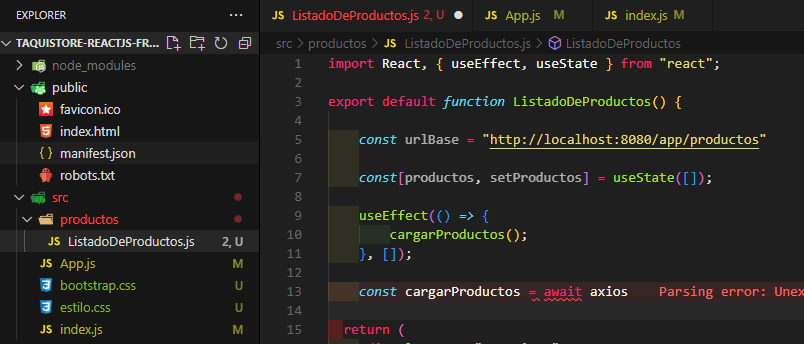 EXPLORER
TAQUISTORE-REACTJS-FR...
node_modules
public
favicon.ico
index.html
manifest.json
robots.txt
src
productos
JS ListadoDeProductos.js 2, U
JS App.js M
bootstrap.css U
estilo.css U
JS index.js M
JS ListadoDeProductos.js 2, U
JS App.js M
JS index.js M
src > productos > JS ListadoDeProductos.js > ListadoDeProductos
1 import React, { useEffect, useState } from "react";
2
3 export default function ListadoDeProductos() {
4
5 const urlBase = "http://localhost:8080/app/productos"
6
7 const[productos, setProductos] = useState([]);
8
9 useEffect(() => {
10 cargarProductos();
11 }, []);
12
13 const cargarProductos = await axios Parsing error: Unex
14
15 return (